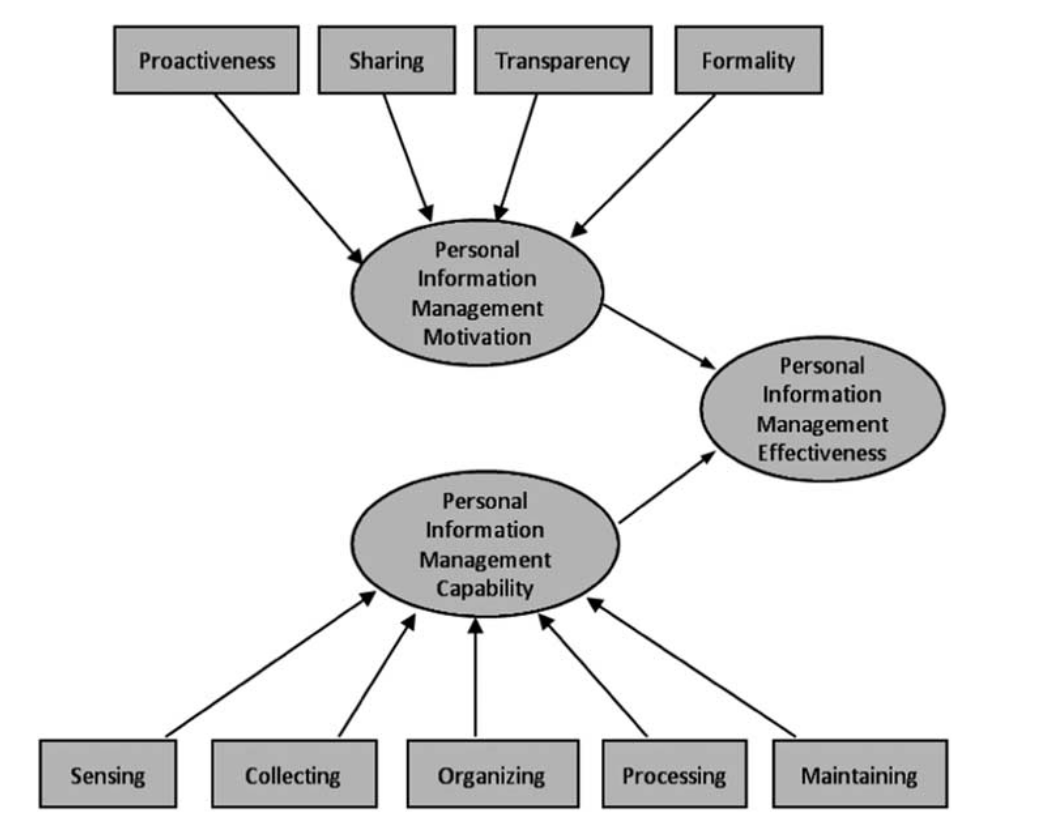 Proactiveness
Sharing
Transparency
Formality
Personal
Information
Management
Motivation
Personal
Information
Management
Effectiveness
Personal
Information
Management
Capability
Sensing
Collecting
Organizing
Processing
Maintaining